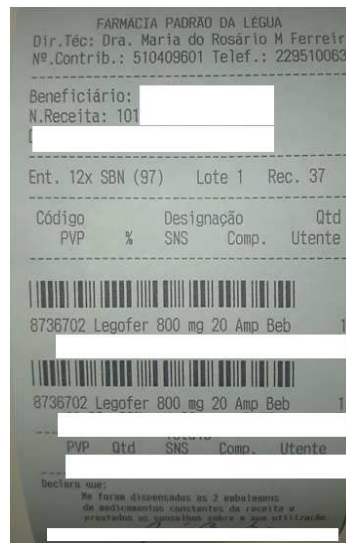 FARMÁCIA PADRÃO DA LÉGUA
Dir.Téc: Dra. Maria do Rosário M Ferreir
Nº.Contrib.: 510409601 Telef.: 229510063
Beneficiário:
N.Receita: 101
Ent. 12x SBN (97) Lote 1 Rec. 37
Código Designação Qtd
PVP % SNS Comp. Utente
8736702 Legofer 800 mg 20 Amp Beb 1
8736702 Legofer 800 mg 20 Amp Beb 1
PVP Qtd SNS Comp. Utente
Declaro que:
Me foram dispensadas as 2 embalagens
de medicamentos constantes da receita e
prestados os conselhos sobre a sua utilização.